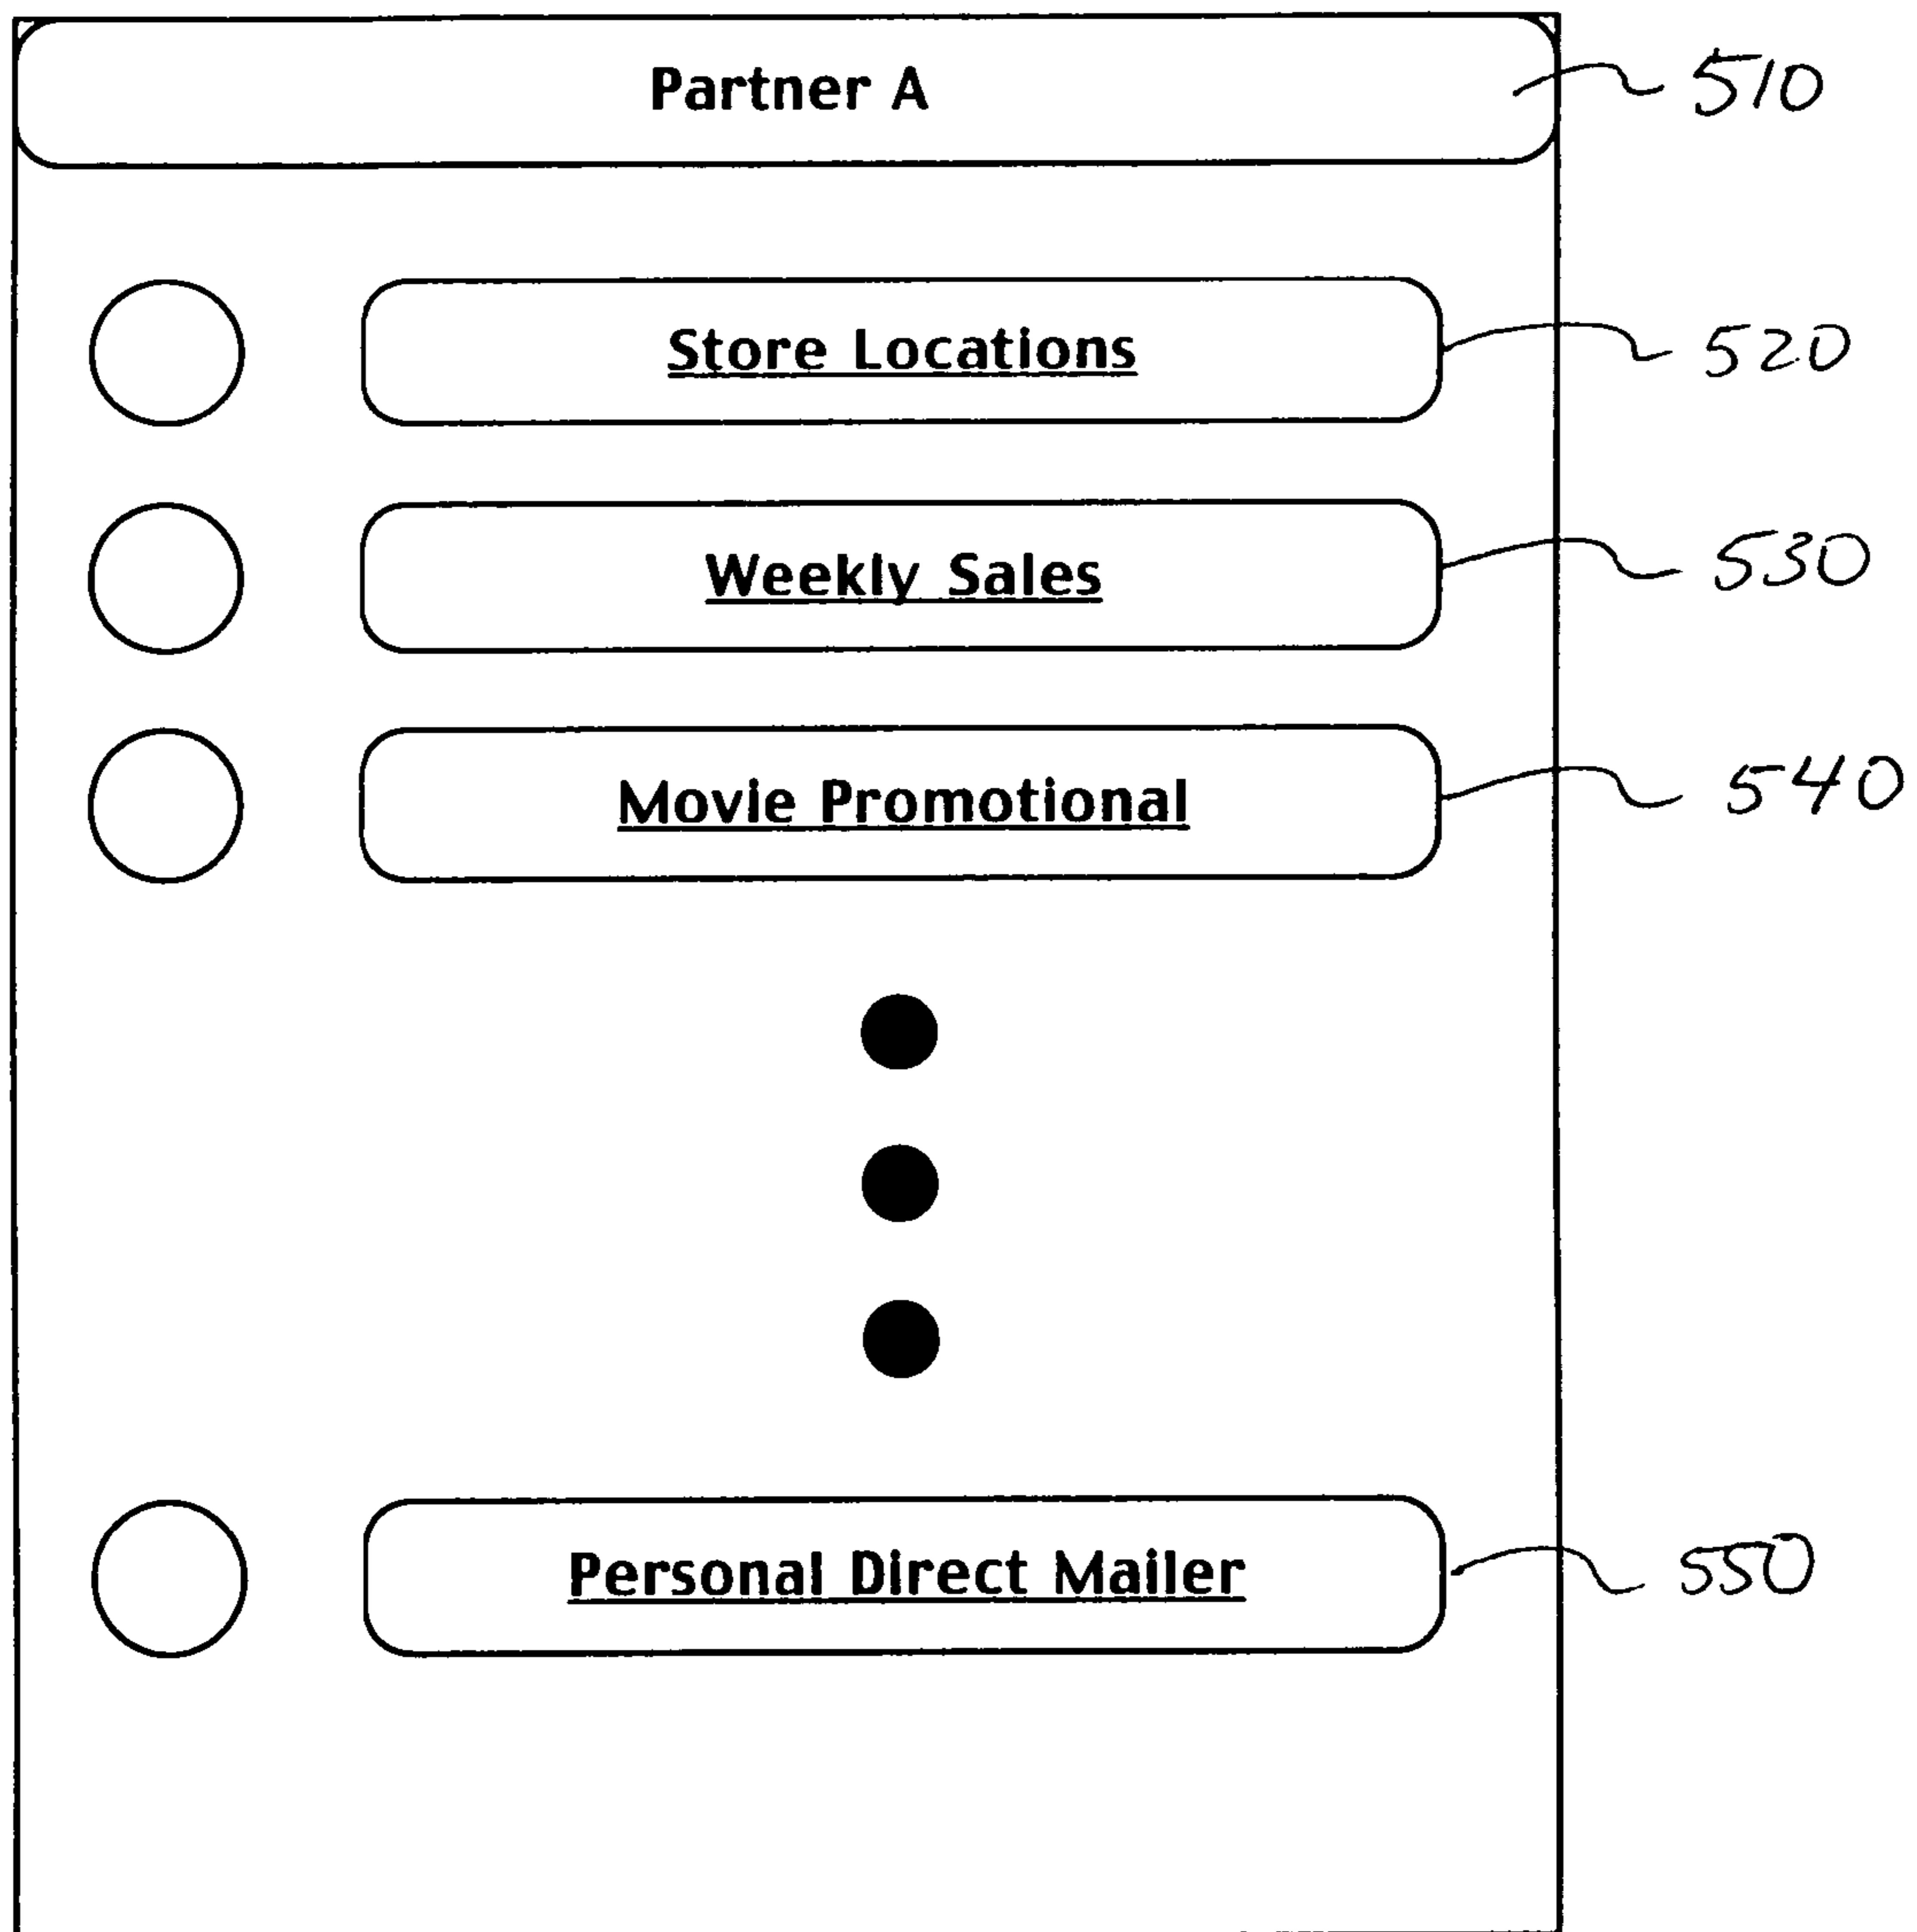 Partner A 510
Store Locations 520
Weekly Sales 530
Movie Promotional 540
Personal Direct Mailer 550